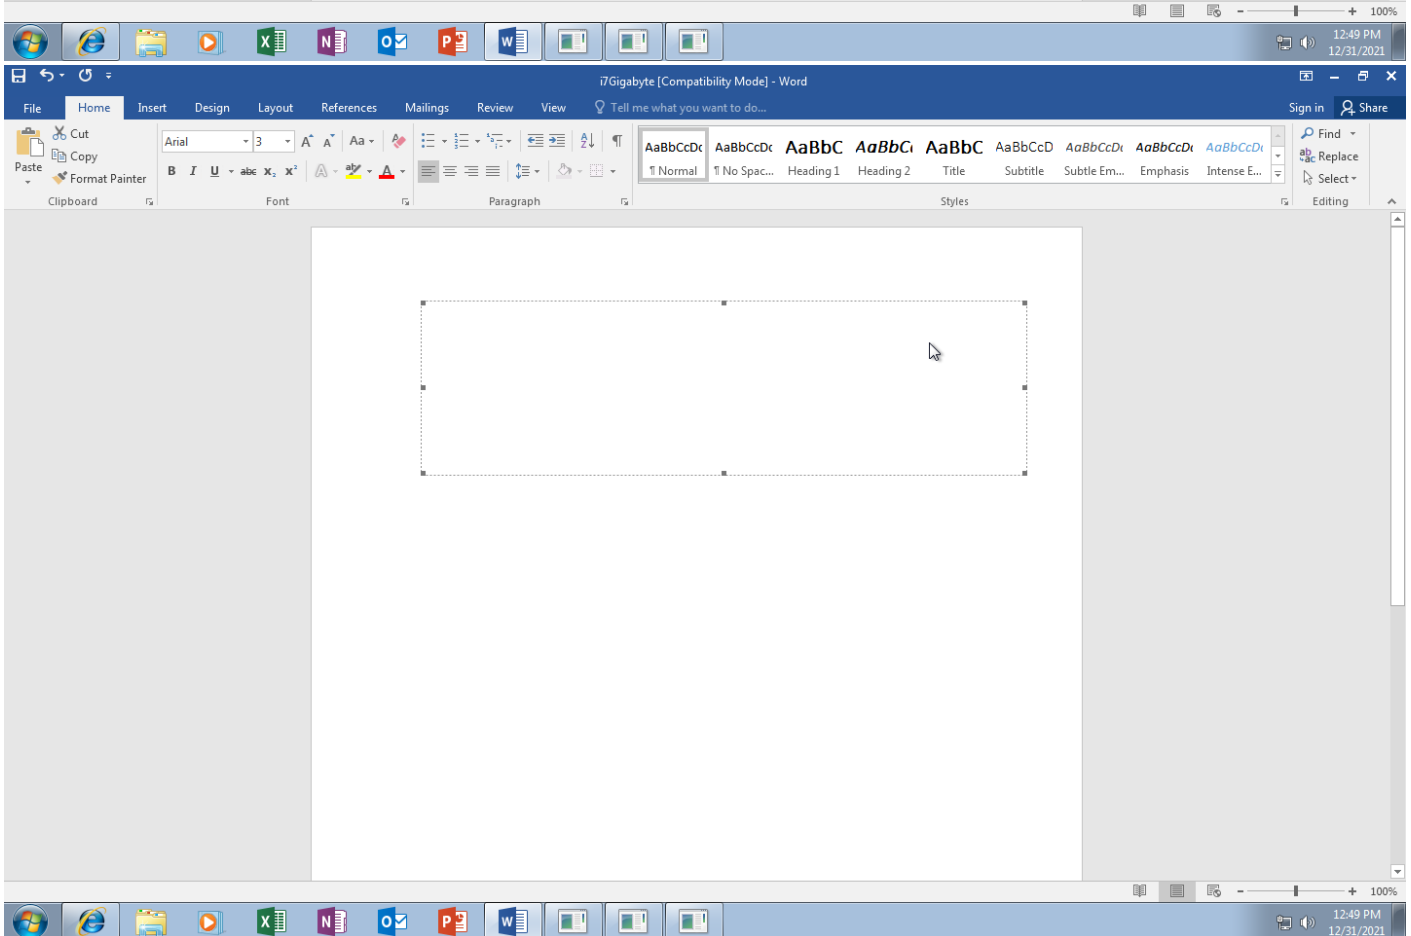 100%
12:49 PM
12/31/2021
i7Gigabyte [Compatibility Mode] - Word
File Home Insert Design Layout References Mailings Review View Tell me what you want to do... Sign in Share
Paste
Cut
Copy
Format Painter
Clipboard
Arial 3
Font
Paragraph
AaBbCcDc AaBbCcDc AaBbC AaBbCc AaBbC AaBbCcD AaBbCcDc AaBbCcDc AaBbCcDc
¶ Normal ¶ No Spac... Heading 1 Heading 2 Title Subtitle Subtle Em... Emphasis Intense E...
Styles
Find
Replace
Select
Editing
100%
12:49 PM
12/31/2021